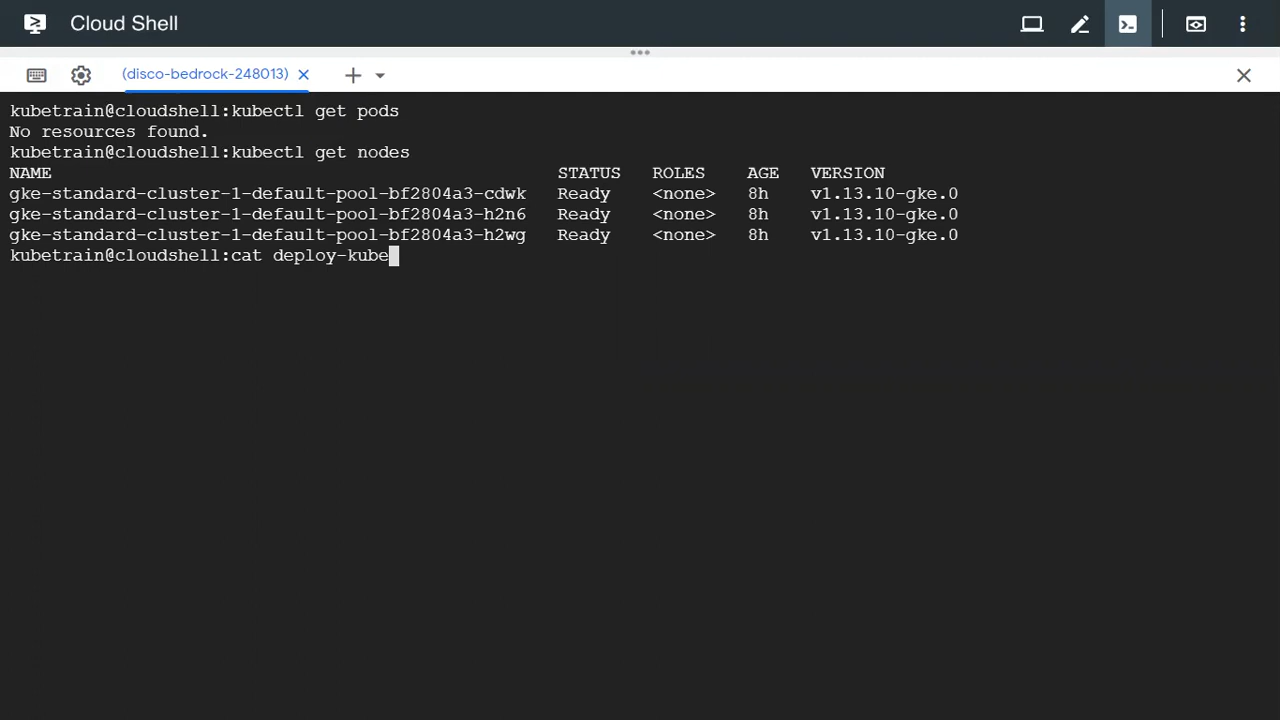 Cloud Shell
(disco-bedrock-248013)
kubetrain@cloudshell:kubectl get pods
No resources found.
kubetrain@cloudshell:kubectl get nodes
NAME STATUS ROLES AGE VERSION
gke-standard-cluster-1-default-pool-bf2804a3-cdwk Ready <none> 8h v1.13.10-gke.0
gke-standard-cluster-1-default-pool-bf2804a3-h2n6 Ready <none> 8h v1.13.10-gke.0
gke-standard-cluster-1-default-pool-bf2804a3-h2wg Ready <none> 8h v1.13.10-gke.0
kubetrain@cloudshell:cat deploy-kube